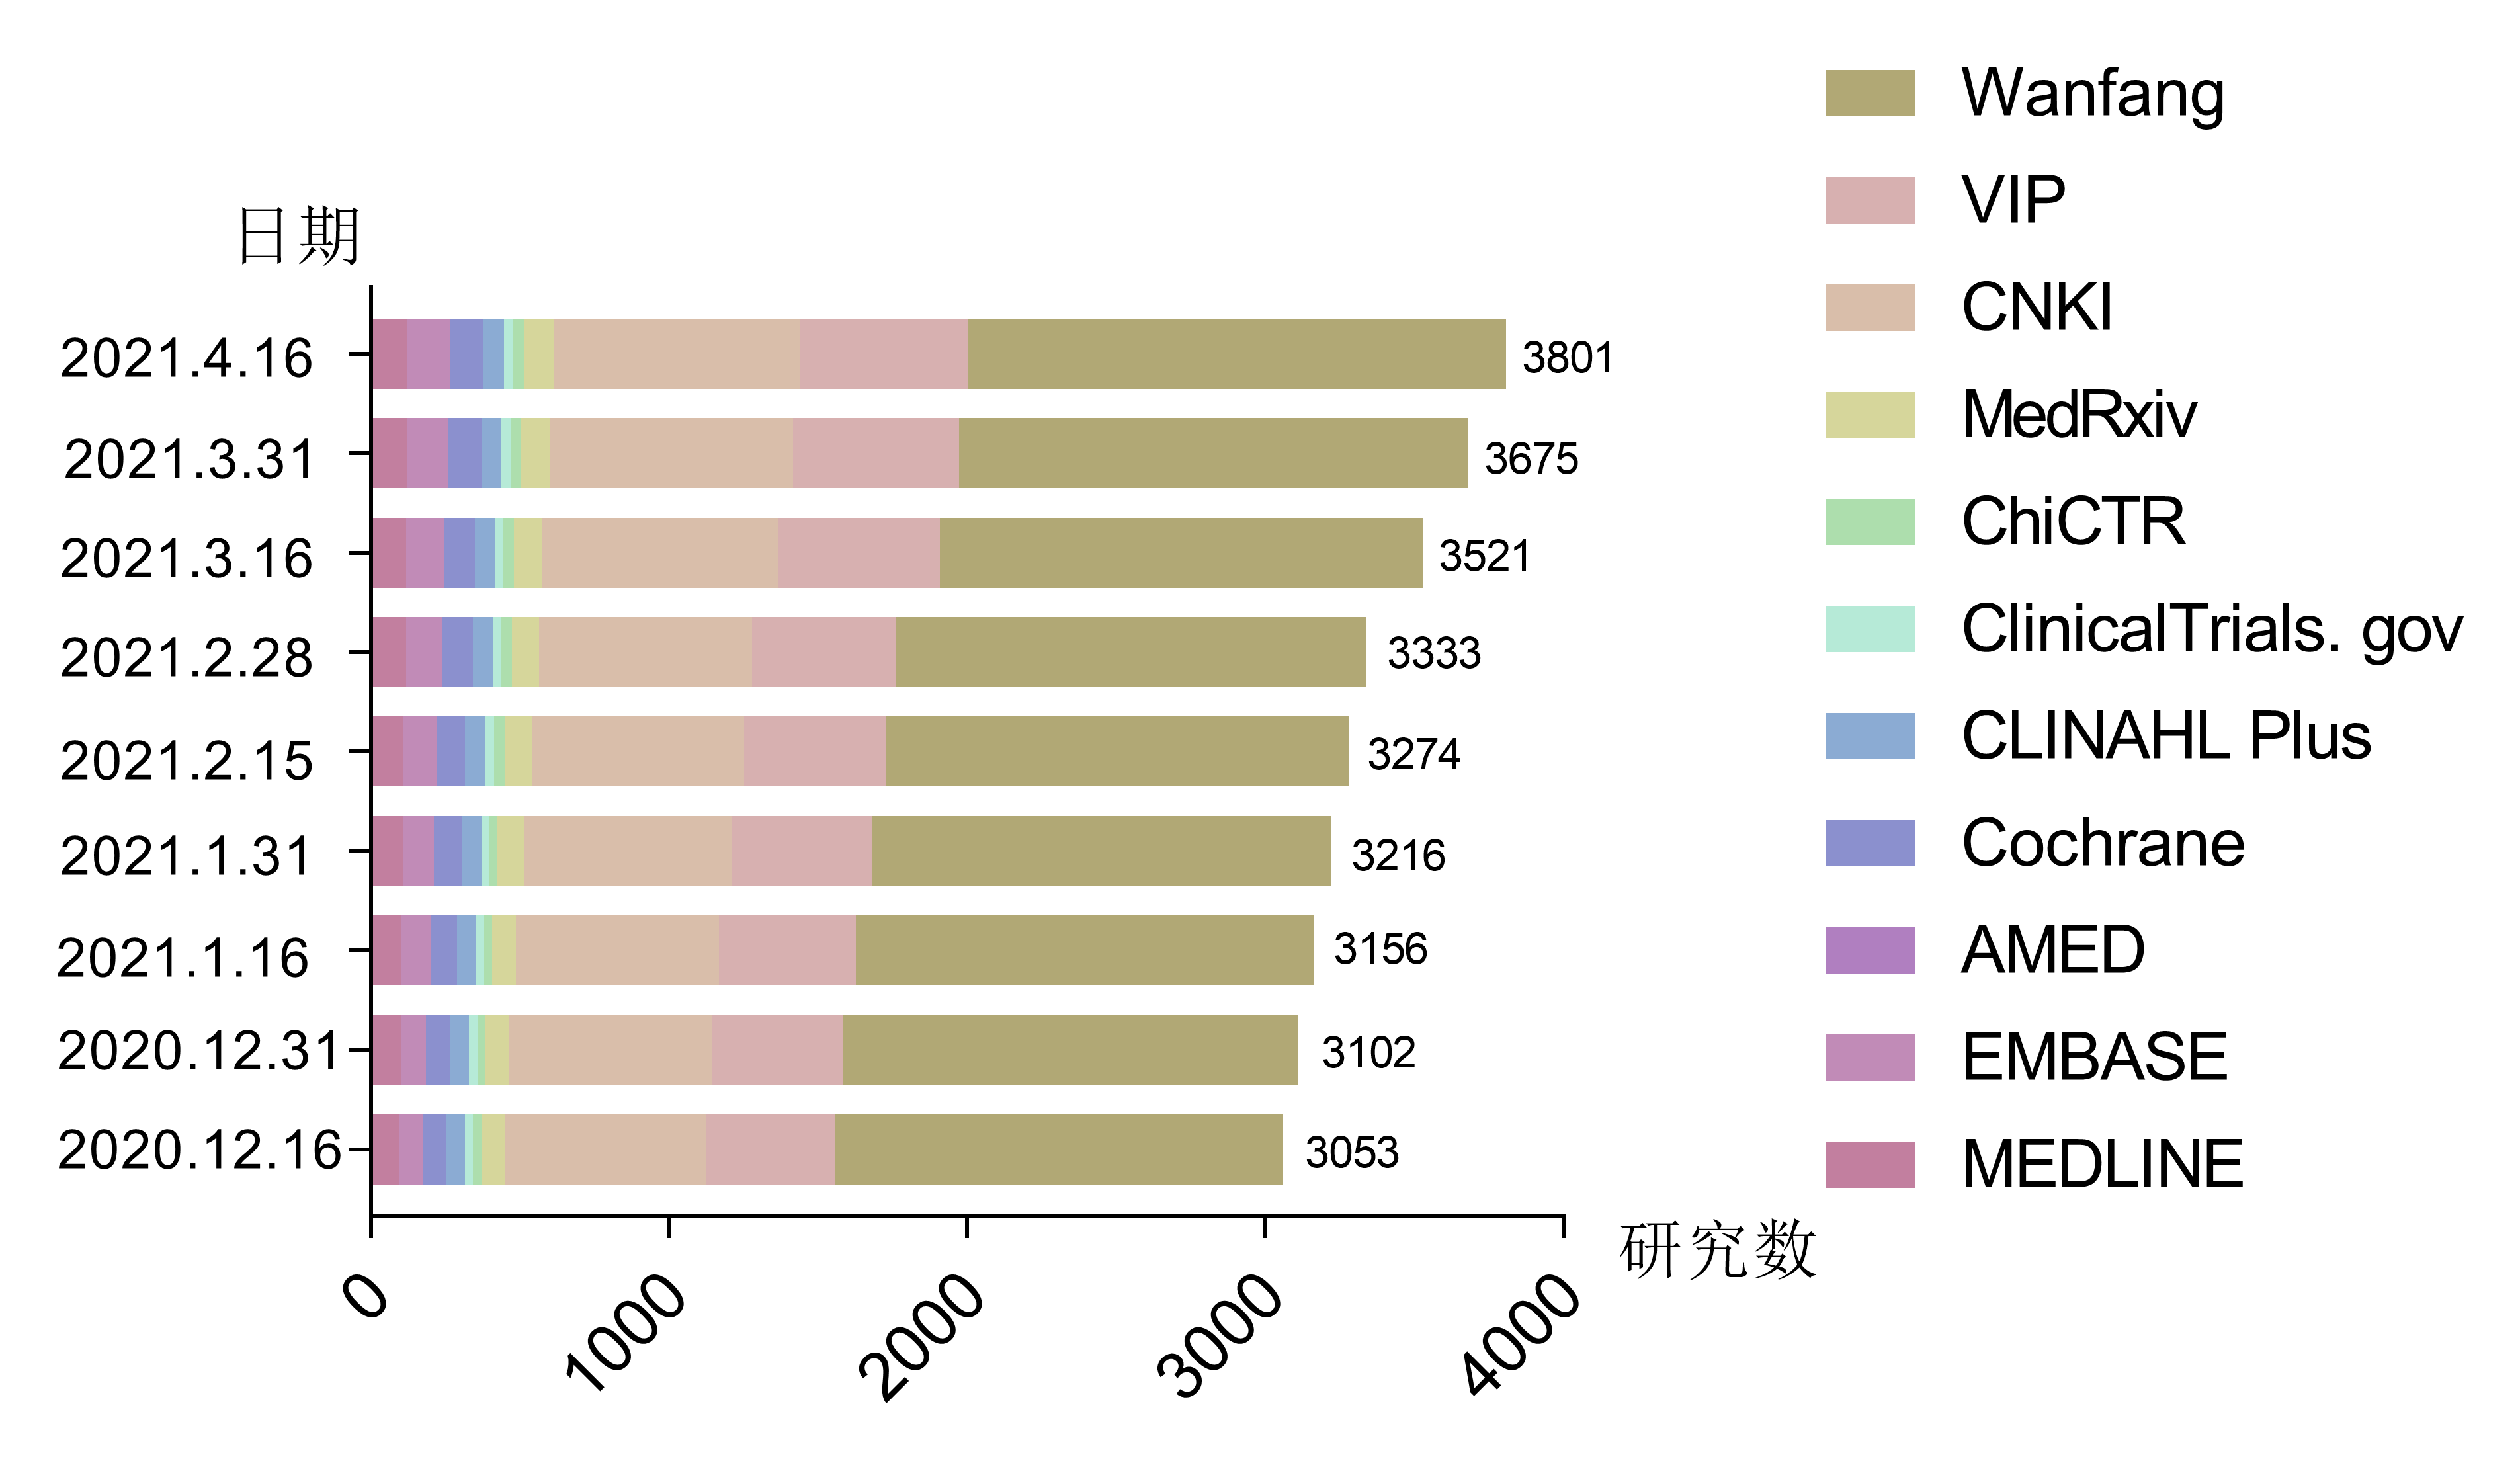 日期
2021.4.16
3801
2021.3.31
3675
2021.3.16
3521
2021.2.28
3333
2021.2.15
3274
2021.1.31
3216
2021.1.16
3156
2020.12.31
3102
2020.12.16
3053
0
1000
2000
3000
4000
研究数
Wanfang
VIP
CNKI
MedRxiv
ChiCTR
ClinicalTrials. gov
CLINAHL Plus
Cochrane
AMED
EMBASE
MEDLINE